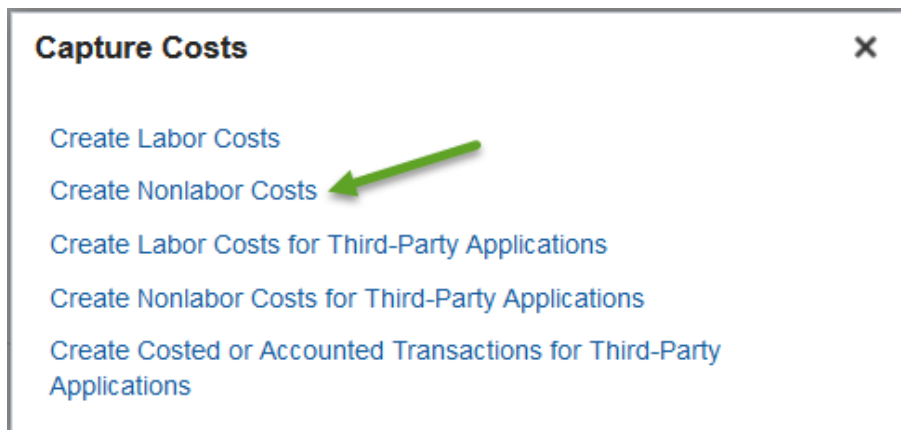 Capture Costs
Create Labor Costs
Create Nonlabor Costs
Create Labor Costs for Third-Party Applications
Create Nonlabor Costs for Third-Party Applications
Create Costed or Accounted Transactions for Third-Party
Applications